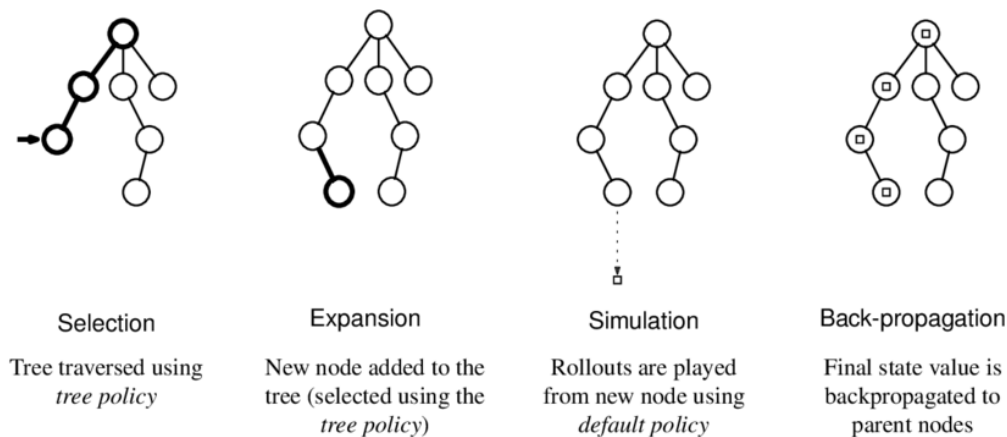 Selection
Tree traversed using
tree policy
Expansion
New node added to the
tree (selected using the
tree policy)
Simulation
Rollouts are played
from new node using
default policy
Back-propagation
Final state value is
backpropagated to
parent nodes